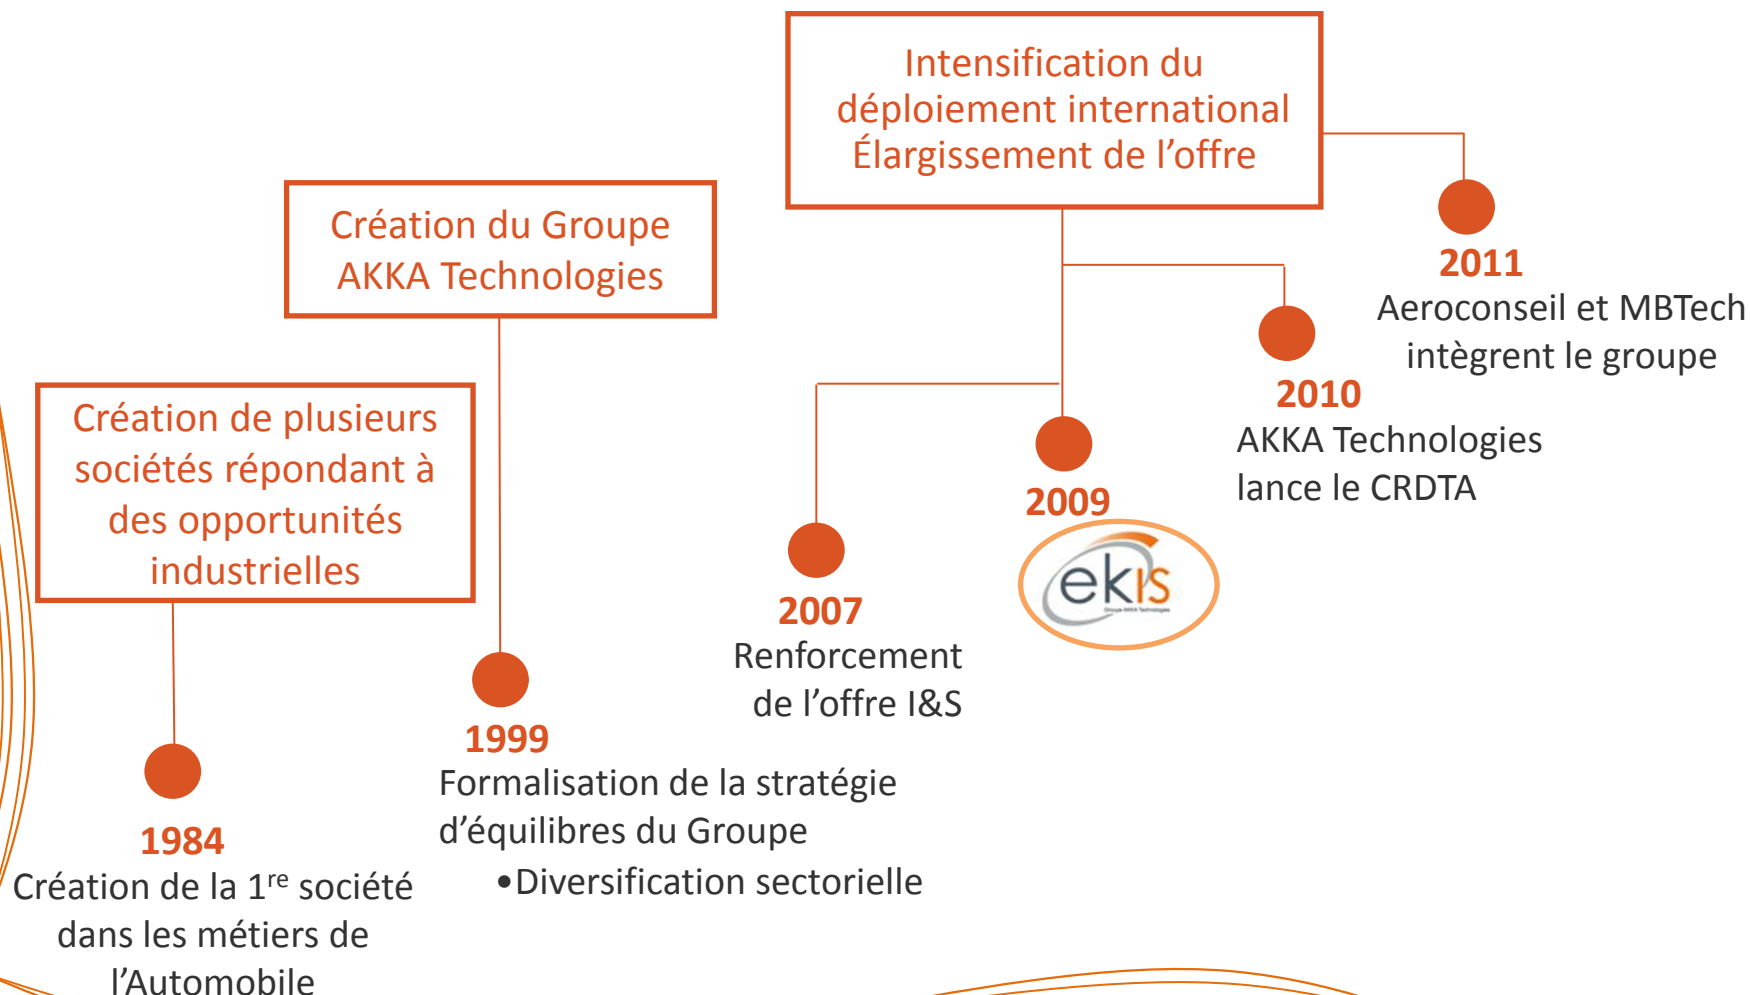 Intensification du
déploiement international
Élargissement de l’offre
Création du Groupe
AKKA Technologies
Création de plusieurs
sociétés répondant à
des opportunités
industrielles
2011
Aeroconseil et MBTech
intègrent le groupe
2010
AKKA Technologies
lance le CRDTA
2009
ekis
Groupe AKKA Technologies
2007
Renforcement
de l’offre I&S
1999
Formalisation de la stratégie
d’équilibres du Groupe
•Diversification sectorielle
1984
Création de la 1re société
dans les métiers de
l’Automobile